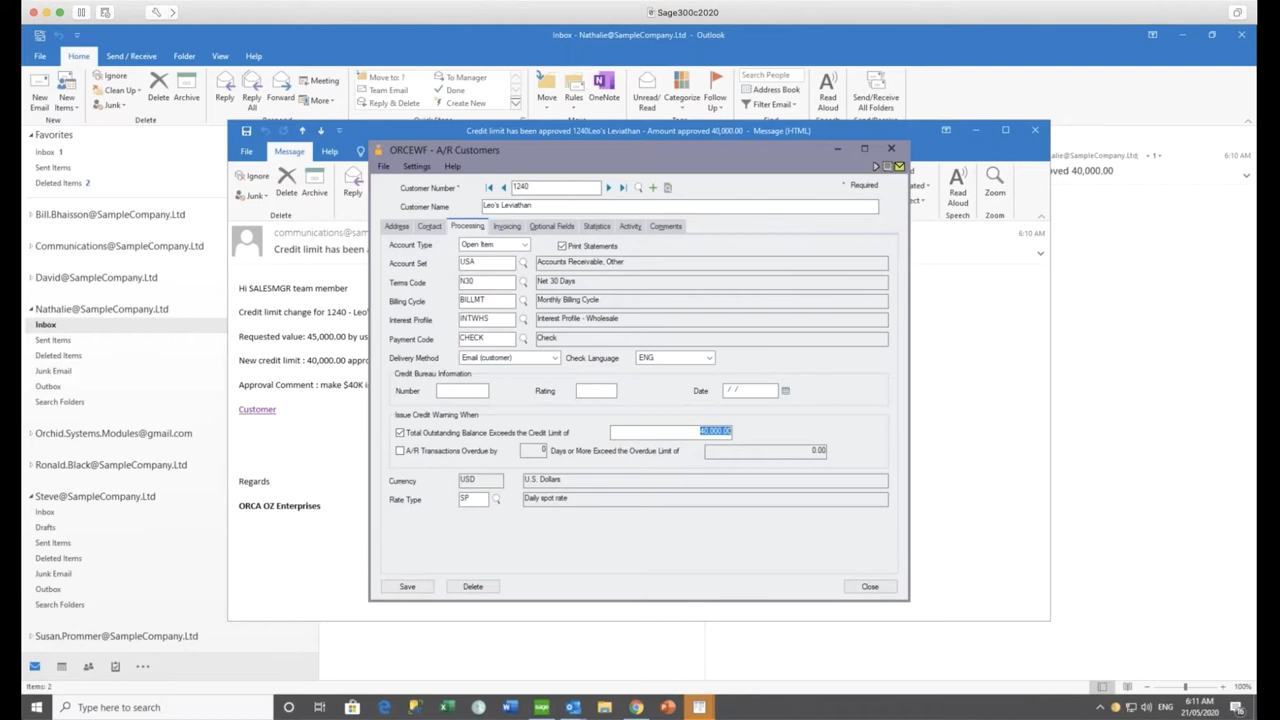 Sage300c2020
Inbox - Nathalie@SampleCompany.Ltd - Outlook
File Home Send / Receive Folder View Help
Ignore
Clean Up
Junk
Delete Archive
Reply Reply All Forward
Meeting
More
Move to: ? To Manager
Team Email Done
Reply & Delete Create New
Move Rules OneNote
Unread/ Read Categorize Follow Up
Search People
Address Book
Filter Email
Read Aloud
Send/Receive All Folders
New Email New Items
Delete
Favorites
Inbox 1
Sent Items
Deleted Items 2
Bill.Bhaisson@SampleCompany.Ltd
Communications@SampleCompany.Ltd
David@SampleCompany.Ltd
Nathalie@SampleCompany.Ltd
Inbox
Sent Items
Deleted Items
Junk Email
Outbox
Search Folders
Orchid.Systems.Modules@gmail.com
Ronald.Black@SampleCompany.Ltd
Steve@SampleCompany.Ltd
Inbox
Drafts
Sent Items
Deleted Items
Junk Email
Outbox
Search Folders
Susan.Prommer@SampleCompany.Ltd
Items: 2
Credit limit has been approved 1240Leo's Leviathan - Amount approved 40,000.00 - Message (HTML)
File Message Help
Ignore
Junk
Delete Archive
Reply
Delete
Read Aloud
Speech
Zoom
Zoom
communications@sam
Credit limit has been
6:10 AM
Hi SALESMGR team member
Credit limit change for 1240 - Leo'
Requested value: 45,000.00 by us
New credit limit : 40,000.00 appr
Approval Comment : make $40K i
Customer
Regards
ORCA OZ Enterprises
ORCEWF - A/R Customers
File Settings Help
Customer Number * 1240
* Required
Customer Name Leo's Leviathan
Address Contact Processing Invoicing Optional Fields Statistics Activity Comments
Account Type Open Item Print Statements
Account Set USA Accounts Receivable, Other
Terms Code N30 Net 30 Days
Billing Cycle BILLMT Monthly Billing Cycle
Interest Profile INTWHS Interest Profile - Wholesale
Payment Code CHECK Check
Delivery Method Email (customer) Check Language ENG
Credit Bureau Information
Number Rating Date / /
Issue Credit Warning When
Total Outstanding Balance Exceeds the Credit Limit of 40,000.00
A/R Transactions Overdue by 0 Days or More Exceed the Overdue Limit of 0.00
Currency USD U.S. Dollars
Rate Type SP Daily spot rate
Save Delete Close
6:10 AM
100%
Type here to search
ENG
6:11 AM
21/05/2020